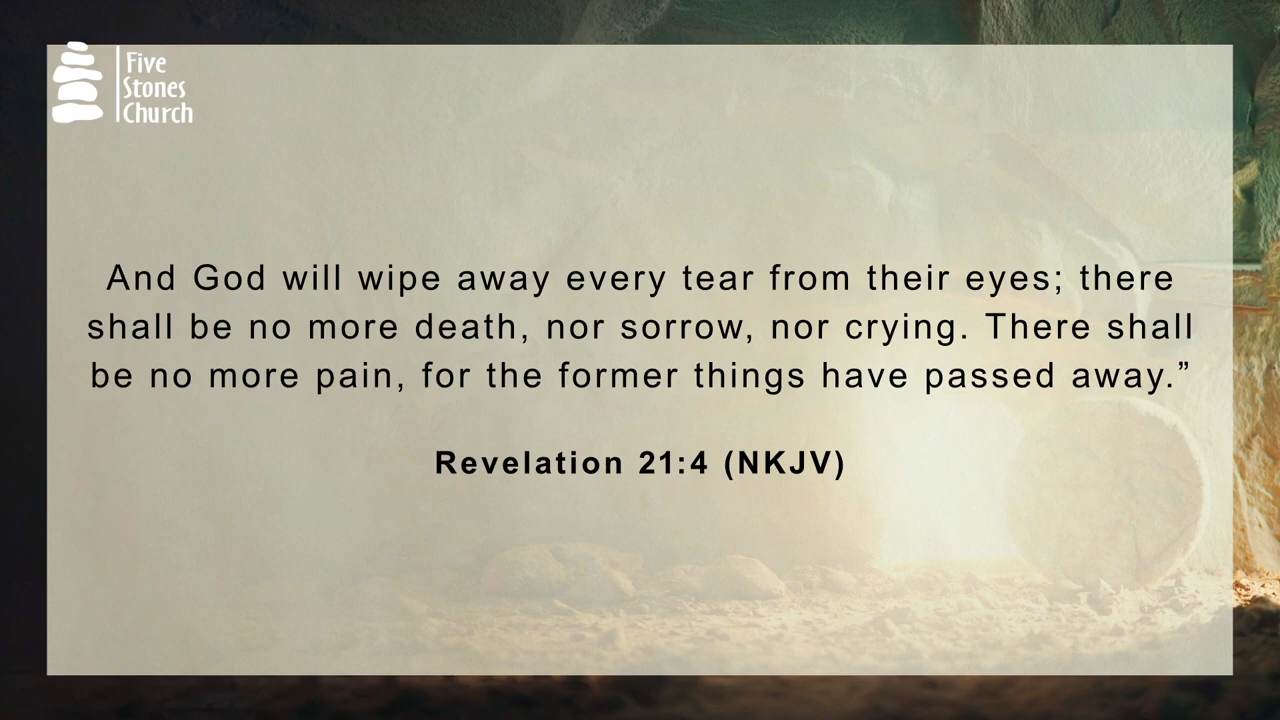 Five
Stones
Church
And God will wipe away every tear from their eyes; there
shall be no more death, nor sorrow, nor crying. There shall
be no more pain, for the former things have passed away.”
Revelation 21:4 (NKJV)